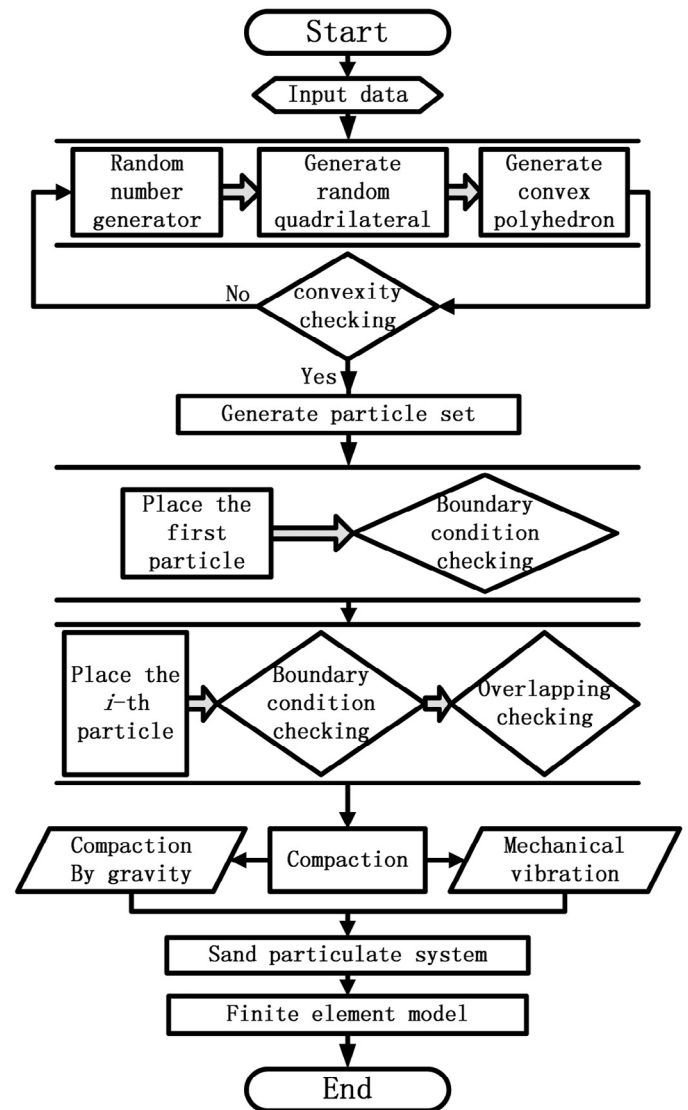 Start
Input data
Random
number
generator
Generate
random
quadrilateral
Generate
convex
polyhedron
No
convexity
checking
Yes
Generate particle set
Place the
first
particle
Boundary
condition
checking
Place the
i-th
particle
Boundary
condition
checking
Overlapping
checking
Compaction
By gravity
Compaction
Mechanical
vibration
Sand particulate system
Finite element model
End